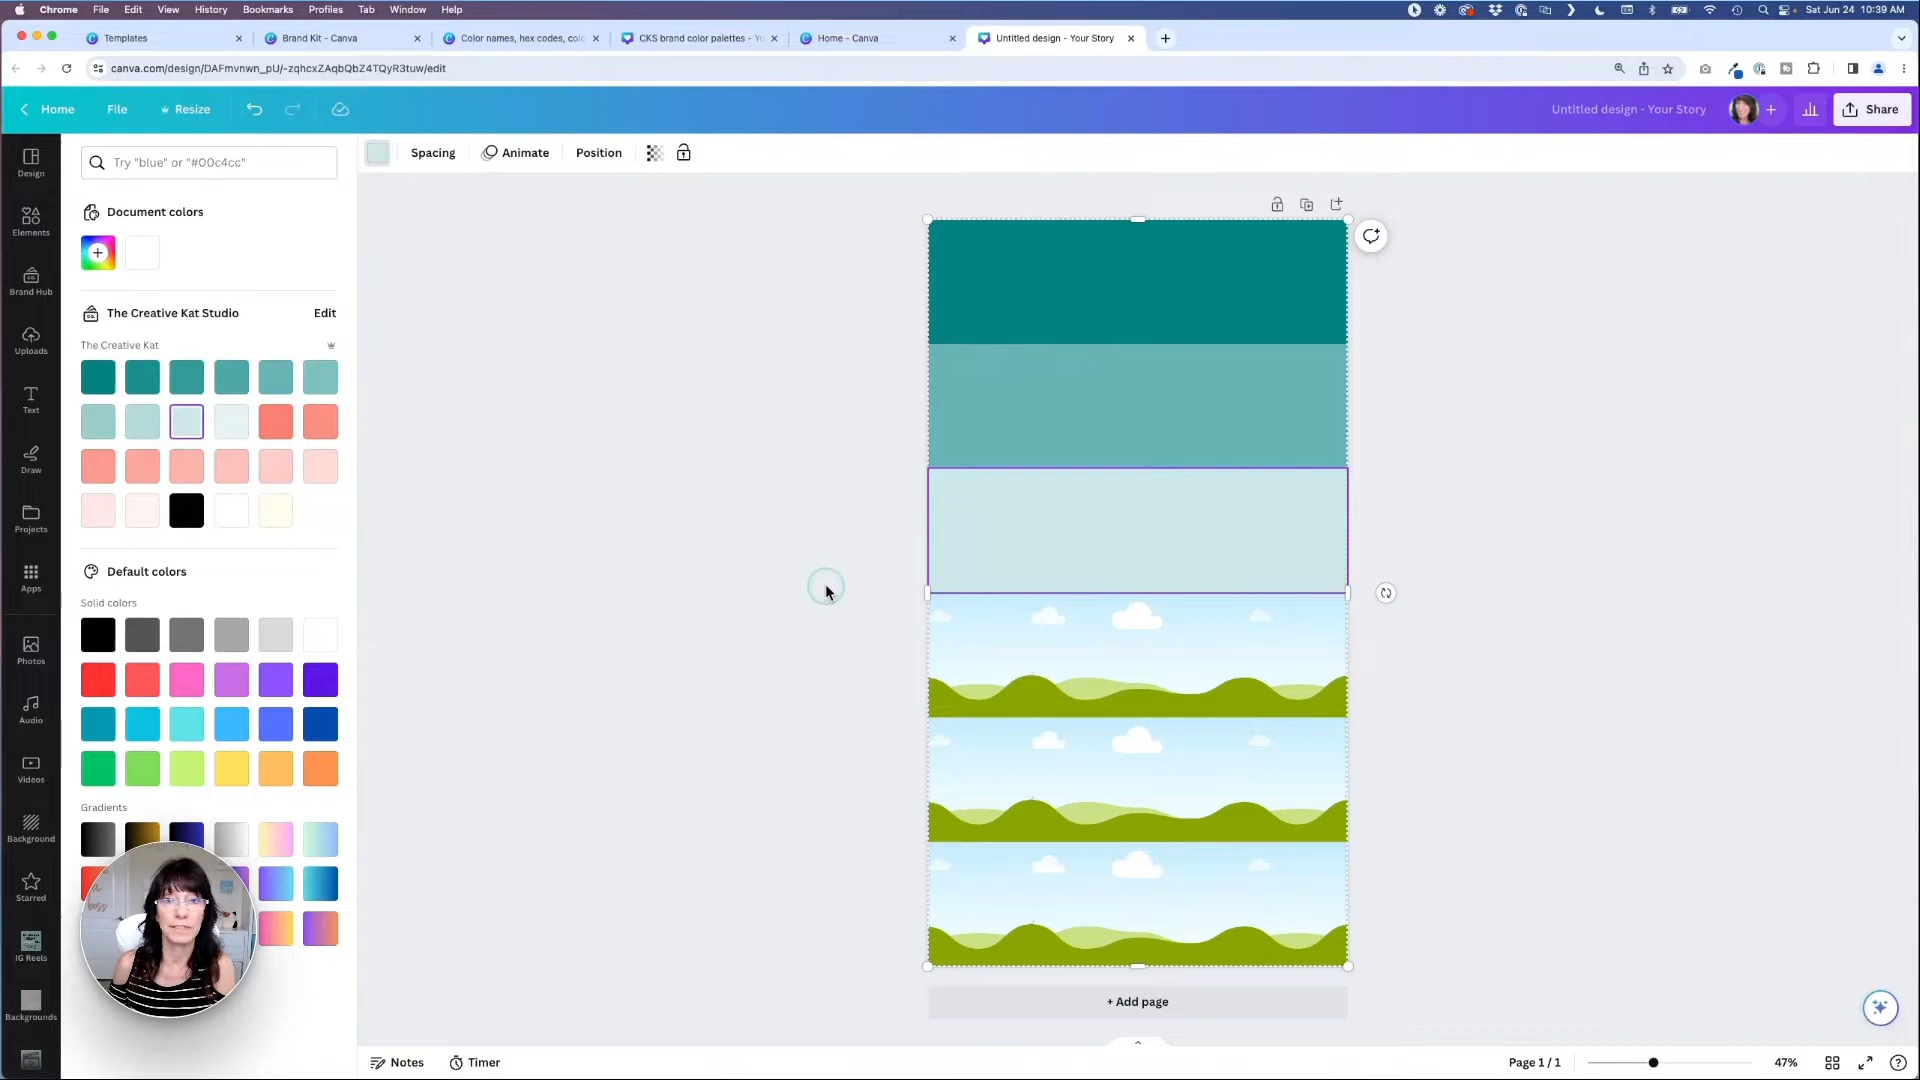 Chrome File Edit View History Bookmarks Profiles Tab Window Help
Sat Jun 24 10:39 AM
Templates
Brand Kit - Canva
Color names, hex codes, colo
CKS brand color palettes - Yo
Home - Canva
Untitled design - Your Story
canva.com/design/DAFmvnwn_pU/-zqhcxZAqbQbZ4TQyR3tuw/edit
Home
File
Resize
Untitled design - Your Story
Share
Design
Elements
Brand Hub
Uploads
Text
Draw
Projects
Apps
Photos
Audio
Videos
Background
Starred
IG Reels
Backgrounds
Try "blue" or "#00c4cc"
Document colors
The Creative Kat Studio
Edit
The Creative Kat
Default colors
Solid colors
Gradients
Spacing
Animate
Position
+ Add page
Notes
Timer
Page 1 / 1
47%